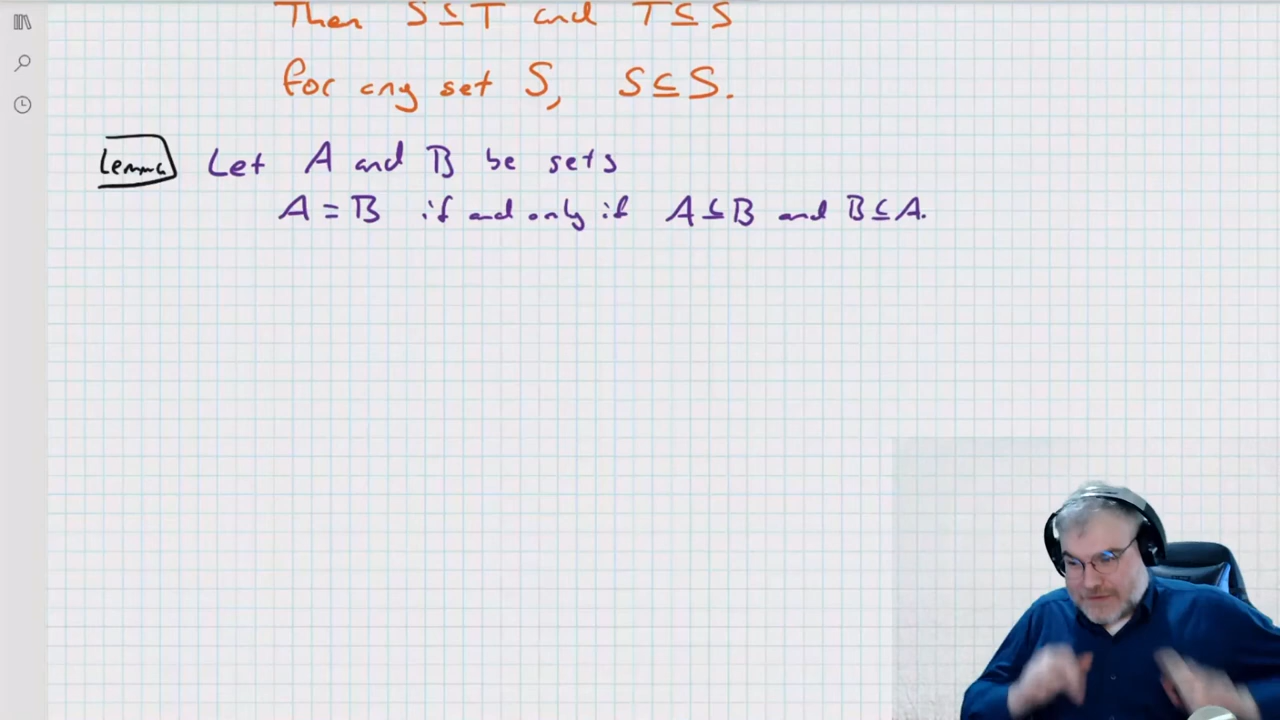 Then S ⊆ T and T ⊆ S
for any set S, S ⊆ S.
Lemma Let A and B be sets
A = B if and only if A ⊆ B and B ⊆ A.